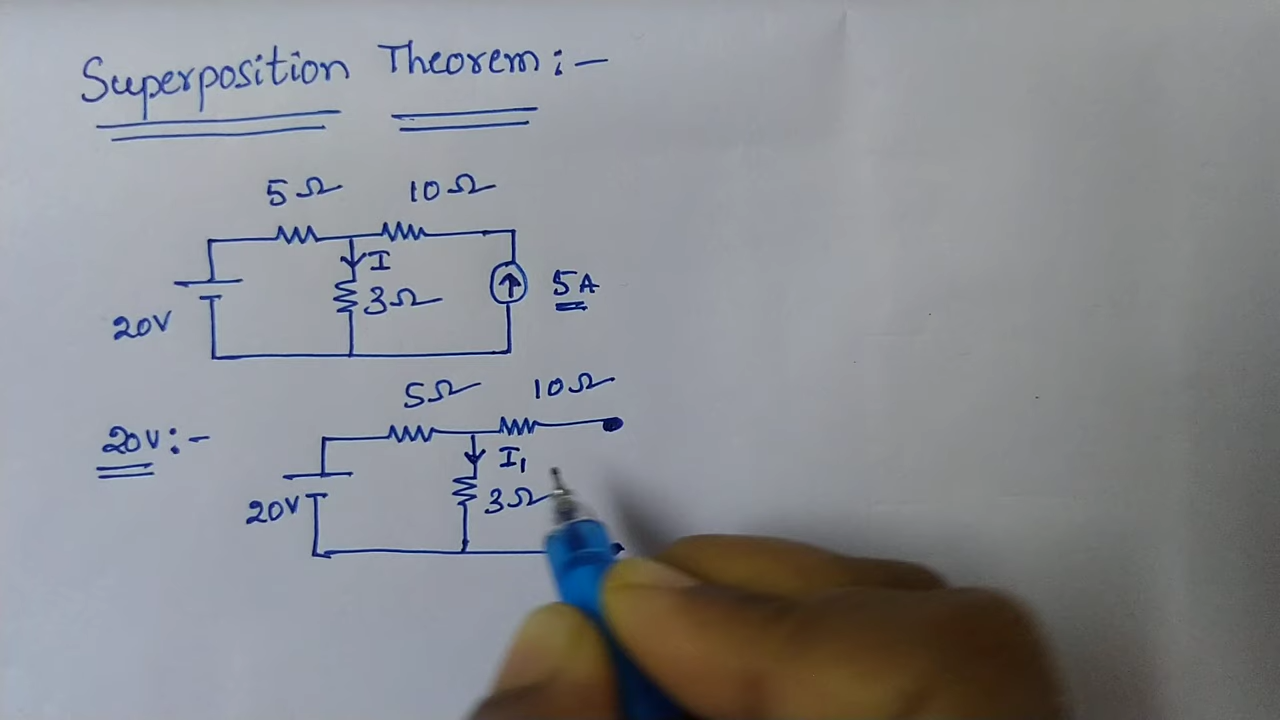 Superposition Theorem:-
5Ω 10Ω
I
3Ω
5A
20V
5Ω 10Ω
20V:-
I₁
3Ω
20V